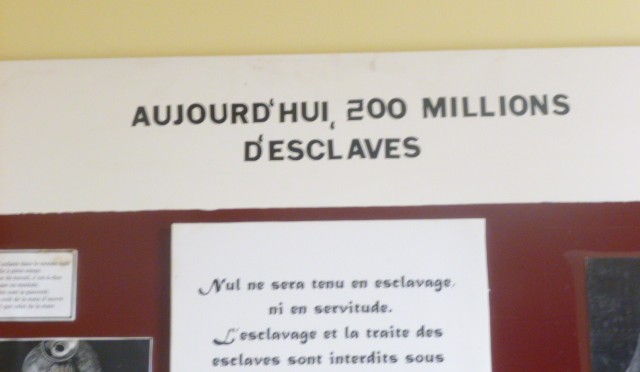 AUJOURD'HUI, 200 MILLIONS
D'ESCLAVES
Nul ne sera tenu en esclavage,
ni en servitude.
L'esclavage et la traite des
esclaves sont interdits sous